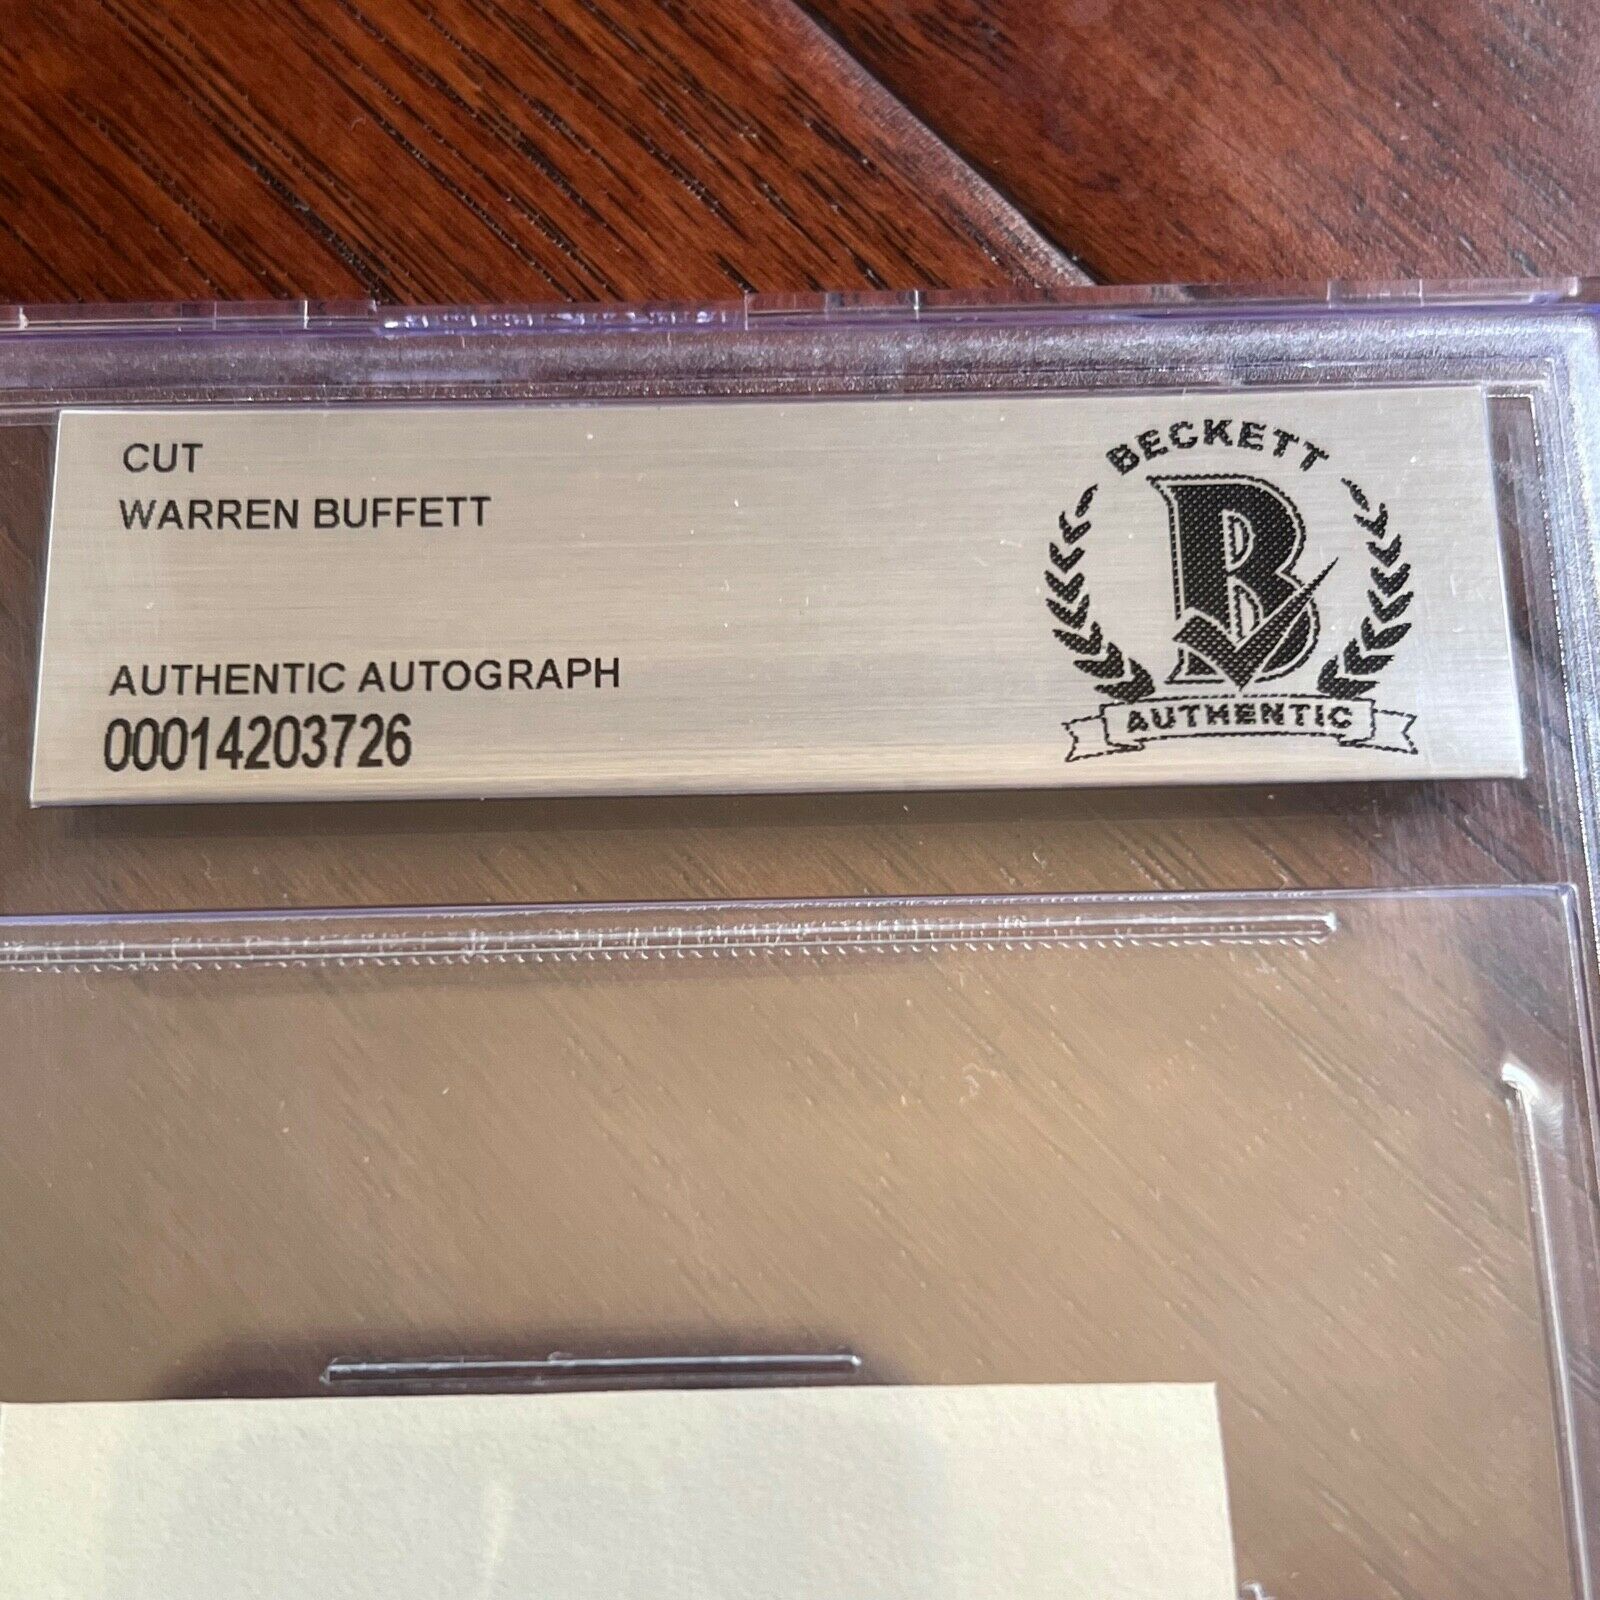 CUT
WARREN BUFFETT
AUTHENTIC AUTOGRAPH
00014203726
BECKETT
B
AUTHENTIC